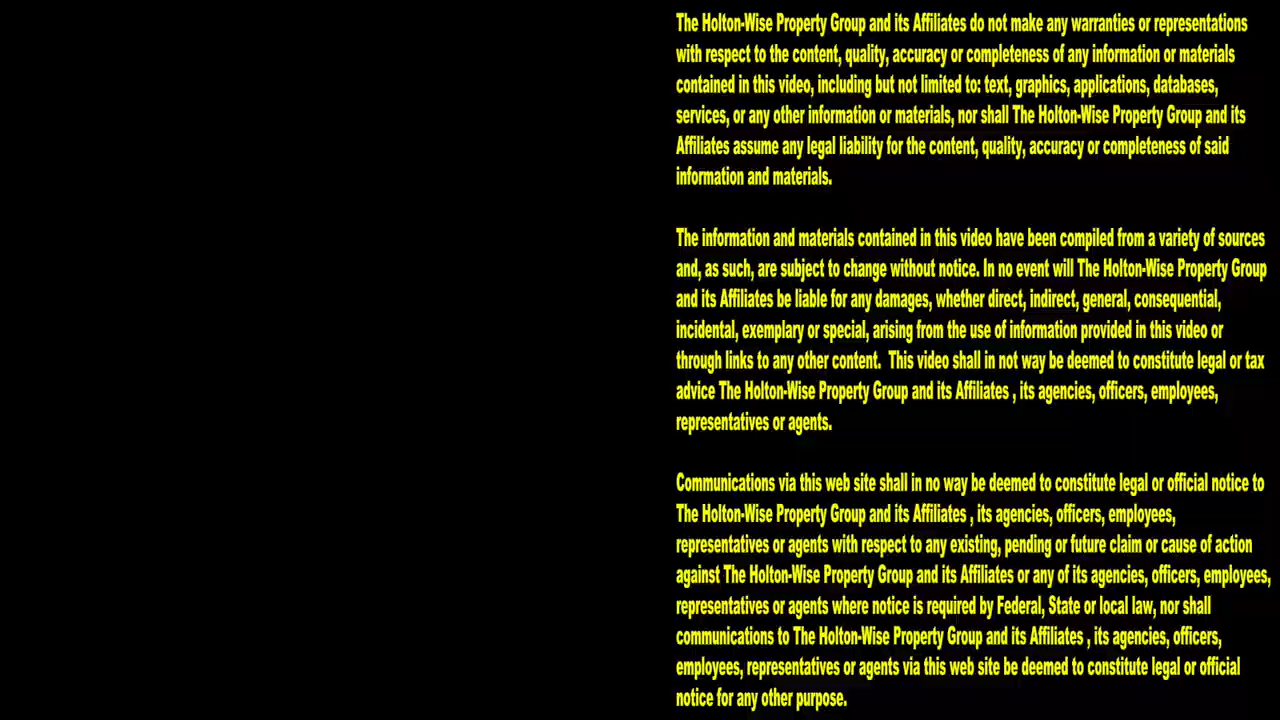 The Holton-Wise Property Group and its Affiliates do not make any warranties or representations
with respect to the content, quality, accuracy or completeness of any information or materials
contained in this video, including but not limited to: text, graphics, applications, databases,
services, or any other information or materials, nor shall The Holton-Wise Property Group and its
Affiliates assume any legal liability for the content, quality, accuracy or completeness of said
information and materials.
The information and materials contained in this video have been compiled from a variety of sources
and, as such, are subject to change without notice. In no event will The Holton-Wise Property Group
and its Affiliates be liable for any damages, whether direct, indirect, general, consequential,
incidental, exemplary or special, arising from the use of information provided in this video or
through links to any other content. This video shall in not way be deemed to constitute legal or tax
advice The Holton-Wise Property Group and its Affiliates , its agencies, officers, employees,
representatives or agents.
Communications via this web site shall in no way be deemed to constitute legal or official notice to
The Holton-Wise Property Group and its Affiliates , its agencies, officers, employees,
representatives or agents with respect to any existing, pending or future claim or cause of action
against The Holton-Wise Property Group and its Affiliates or any of its agencies, officers, employees,
representatives or agents where notice is required by Federal, State or local law, nor shall
communications to The Holton-Wise Property Group and its Affiliates , its agencies, officers,
employees, representatives or agents via this web site be deemed to constitute legal or official
notice for any other purpose.